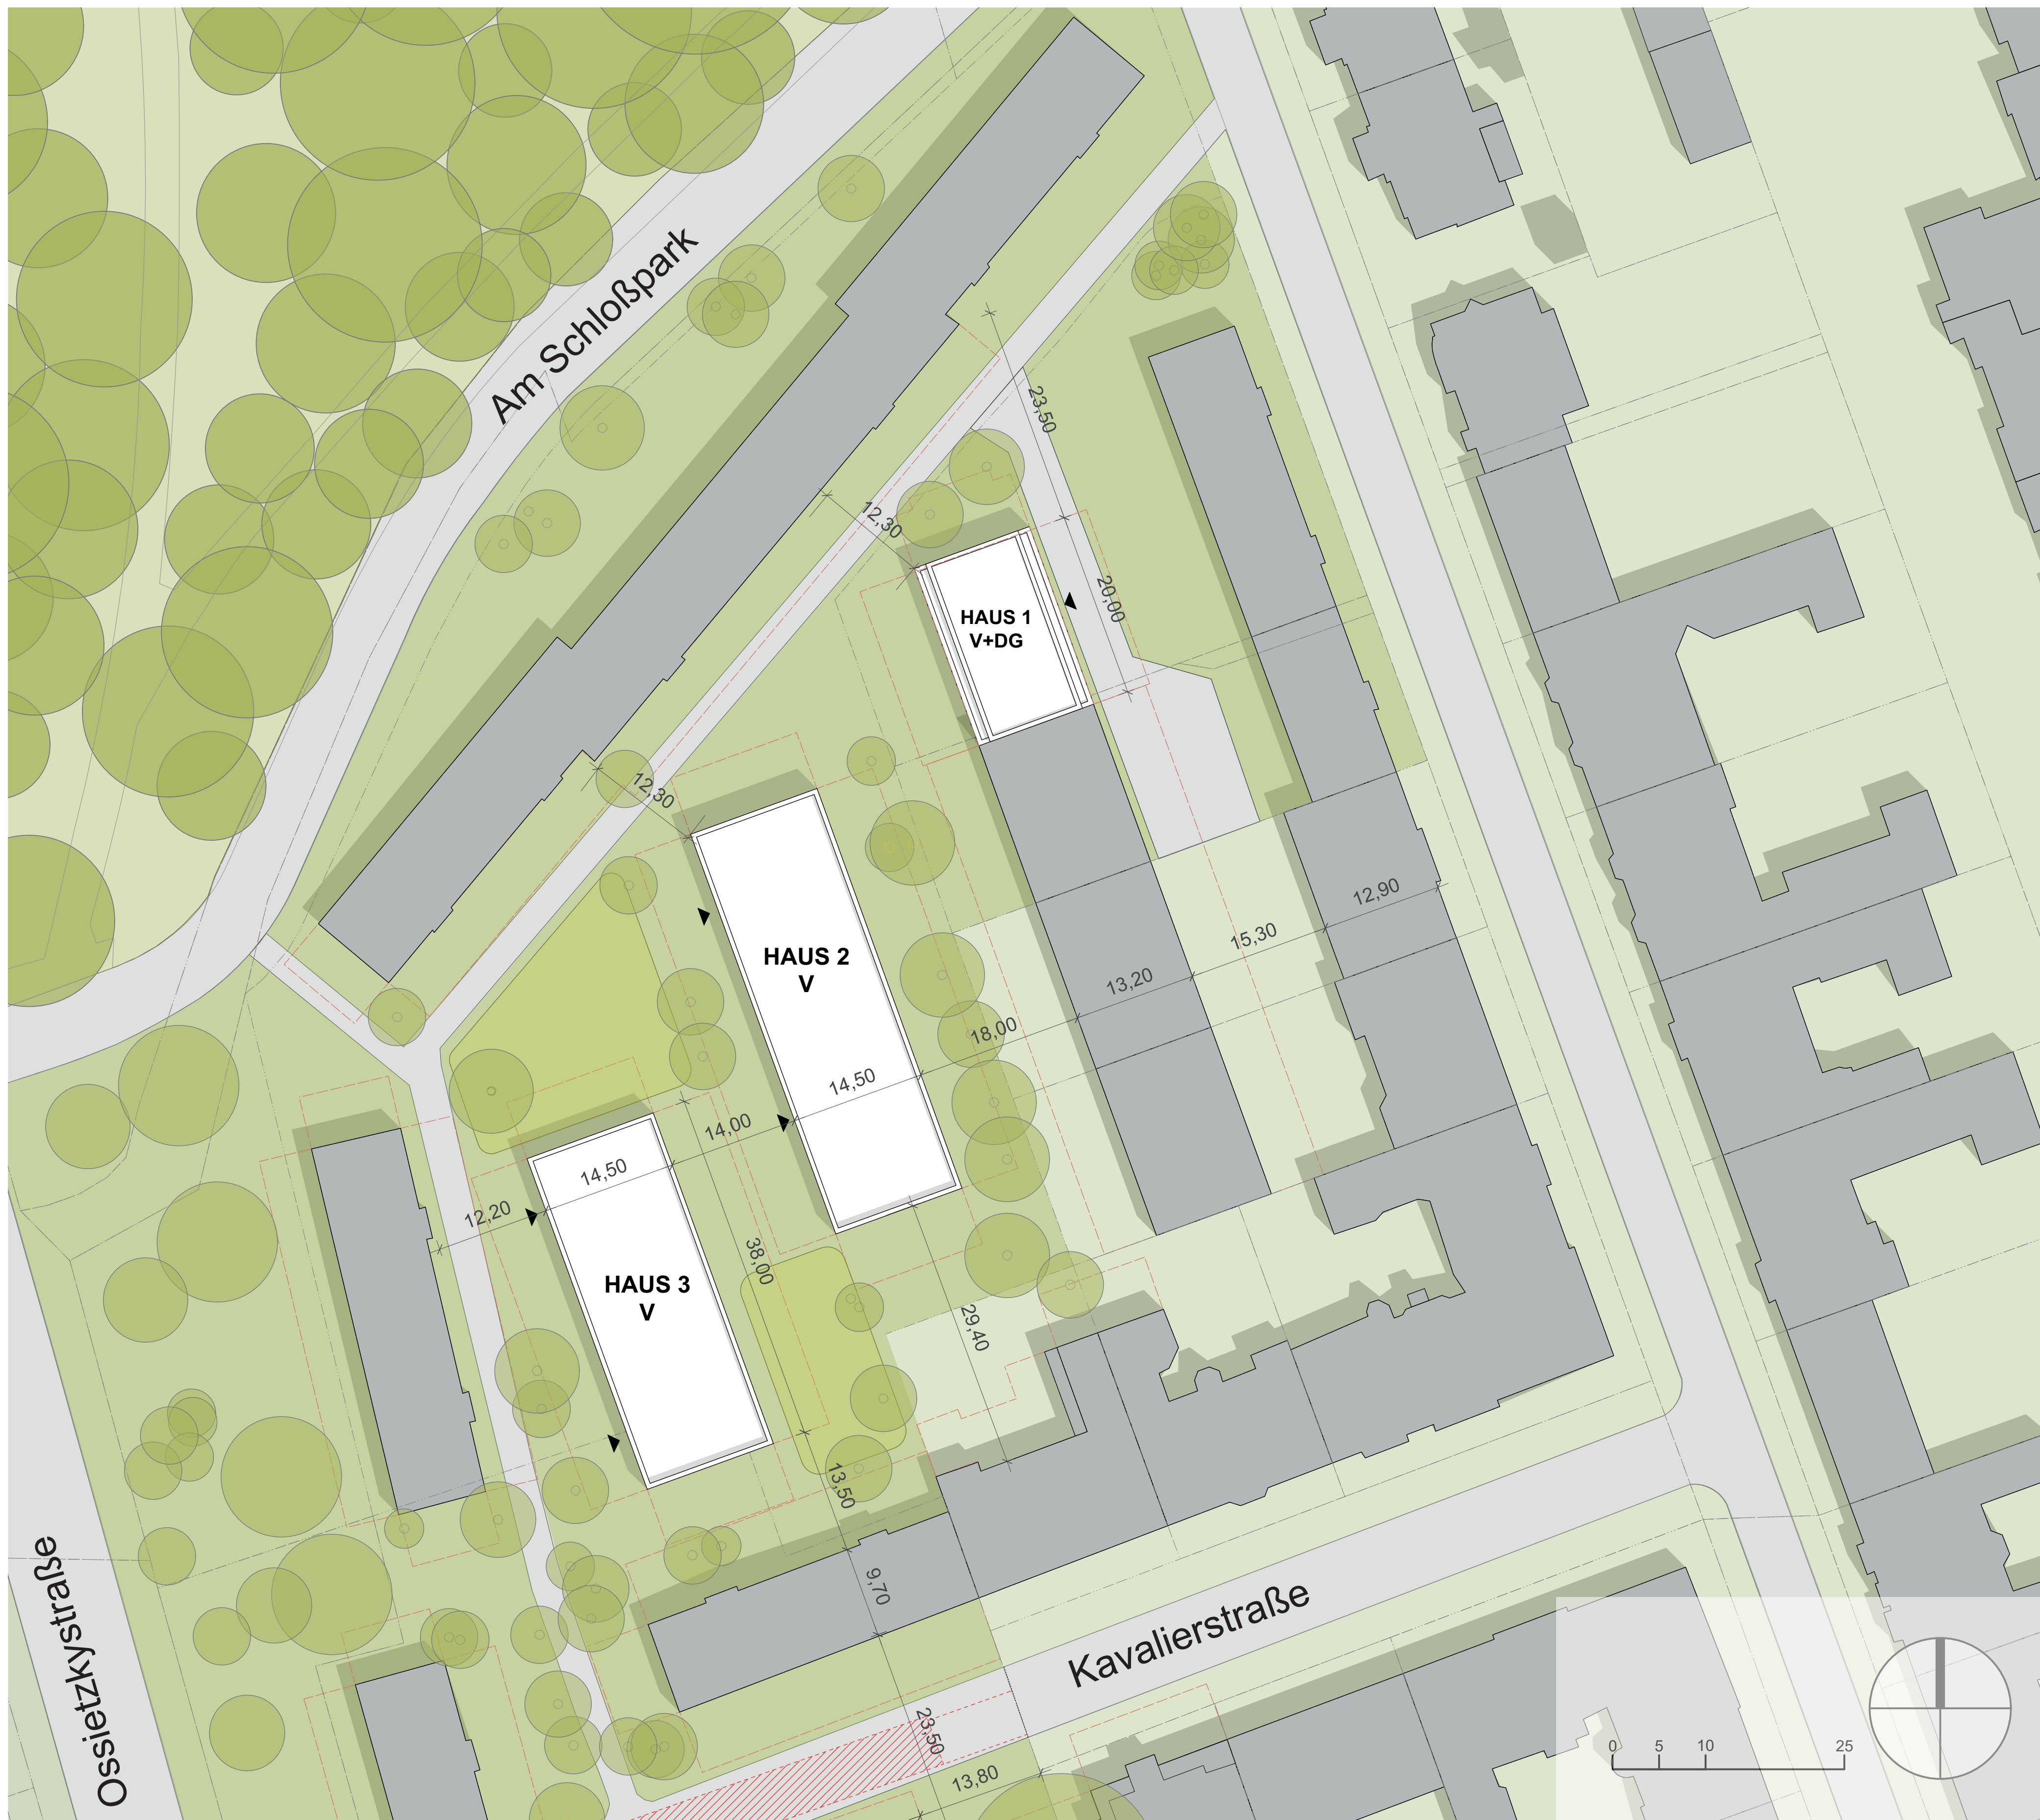 Am Schloßpark
23,50
12,30
20,00
HAUS 1
V+DG
12,30
12,90
15,30
HAUS 2
V
13,20
18,00
14,50
14,00
14,50
12,20
38,00
HAUS 3
V
29,40
13,50
9,70
Ossietzkystraße
Kavalierstraße
23,50
13,80
0 5 10 25